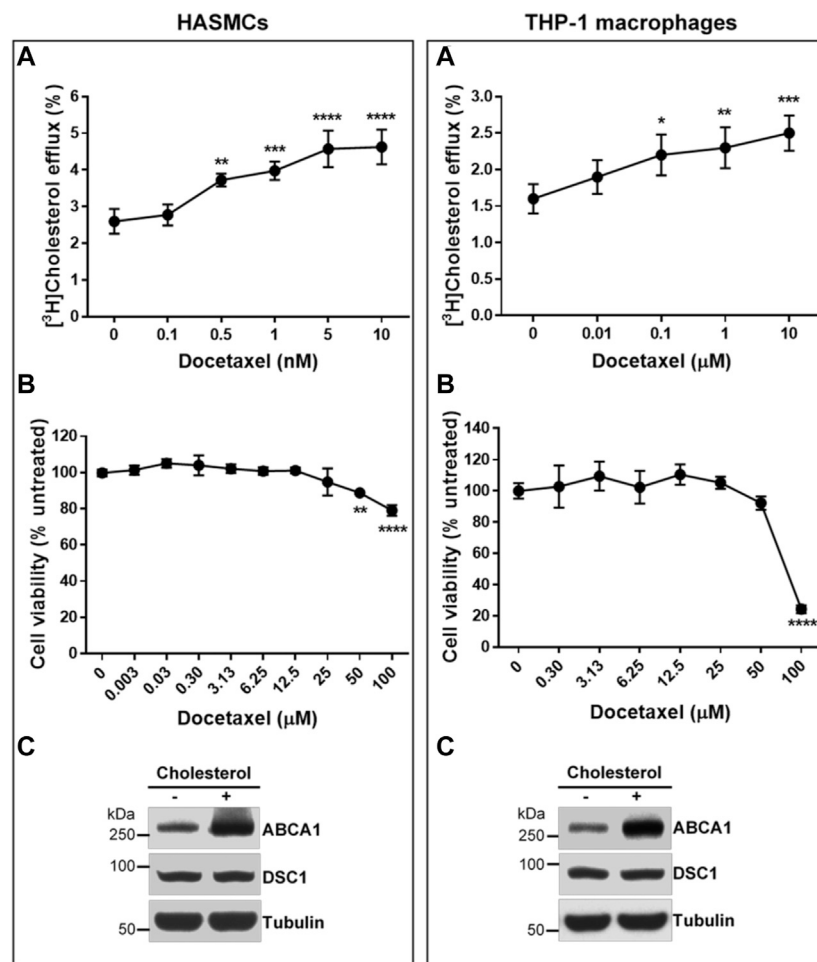 HASMCs
A
[³H]Cholesterol efflux (%)
6
5
4
3
2
1
0
**
***
****
****
0 0.1 0.5 1 5 10
Docetaxel (nM)
B
Cell viability (% untreated)
120
100
80
60
40
20
0
**
****
0 0.003 0.03 0.30 3.13 6.25 12.5 25 50 100
Docetaxel (μM)
C
Cholesterol
- +
kDa
250
ABCA1
100
DSC1
50
Tubulin
THP-1 macrophages
A
[³H]Cholesterol efflux (%)
3.0
2.5
2.0
1.5
1.0
0.5
0.0
*
**
***
0 0.01 0.1 1 10
Docetaxel (μM)
B
Cell viability (% untreated)
140
120
100
80
60
40
20
0
****
0 0.30 3.13 6.25 12.5 25 50 100
Docetaxel (μM)
C
Cholesterol
- +
kDa
250
ABCA1
100
DSC1
50
Tubulin